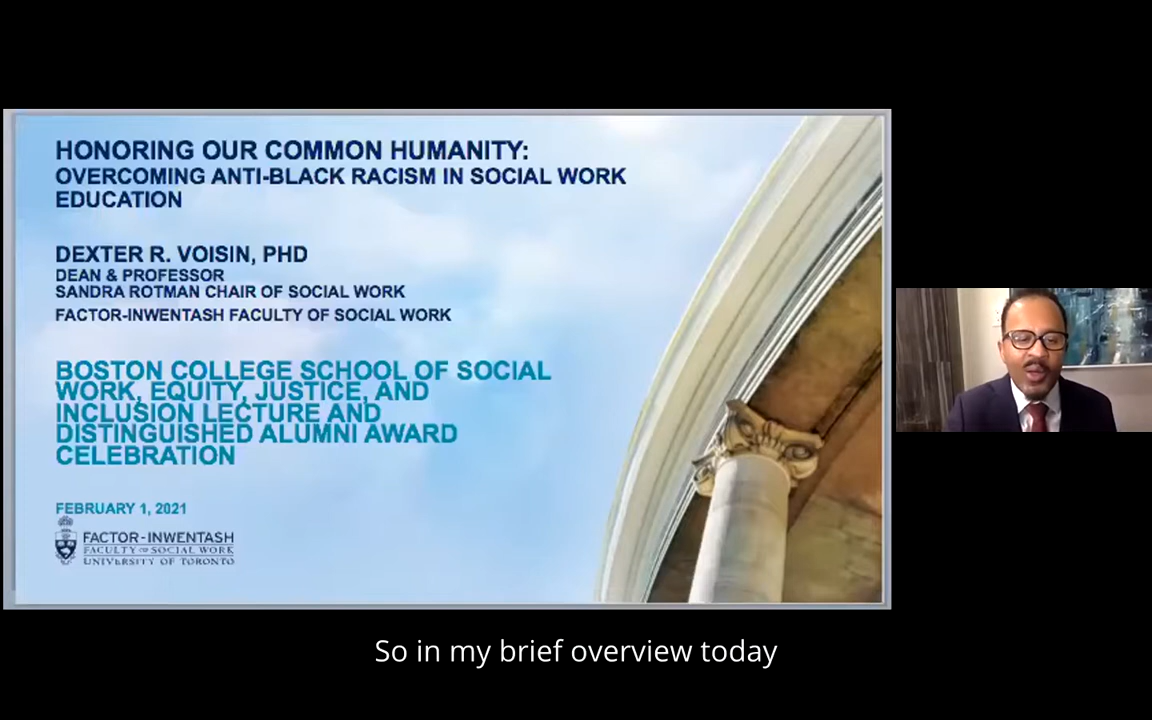 HONORING OUR COMMON HUMANITY:
OVERCOMING ANTI-BLACK RACISM IN SOCIAL WORK
EDUCATION
DEXTER R. VOISIN, PHD
DEAN & PROFESSOR
SANDRA ROTMAN CHAIR OF SOCIAL WORK
FACTOR-INWENTASH FACULTY OF SOCIAL WORK
BOSTON COLLEGE SCHOOL OF SOCIAL
WORK, EQUITY, JUSTICE, AND
INCLUSION LECTURE AND
DISTINGUISHED ALUMNI AWARD
CELEBRATION
FEBRUARY 1, 2021
FACTOR-INWENTASH
FACULTY OF SOCIAL WORK
UNIVERSITY OF TORONTO
So in my brief overview today